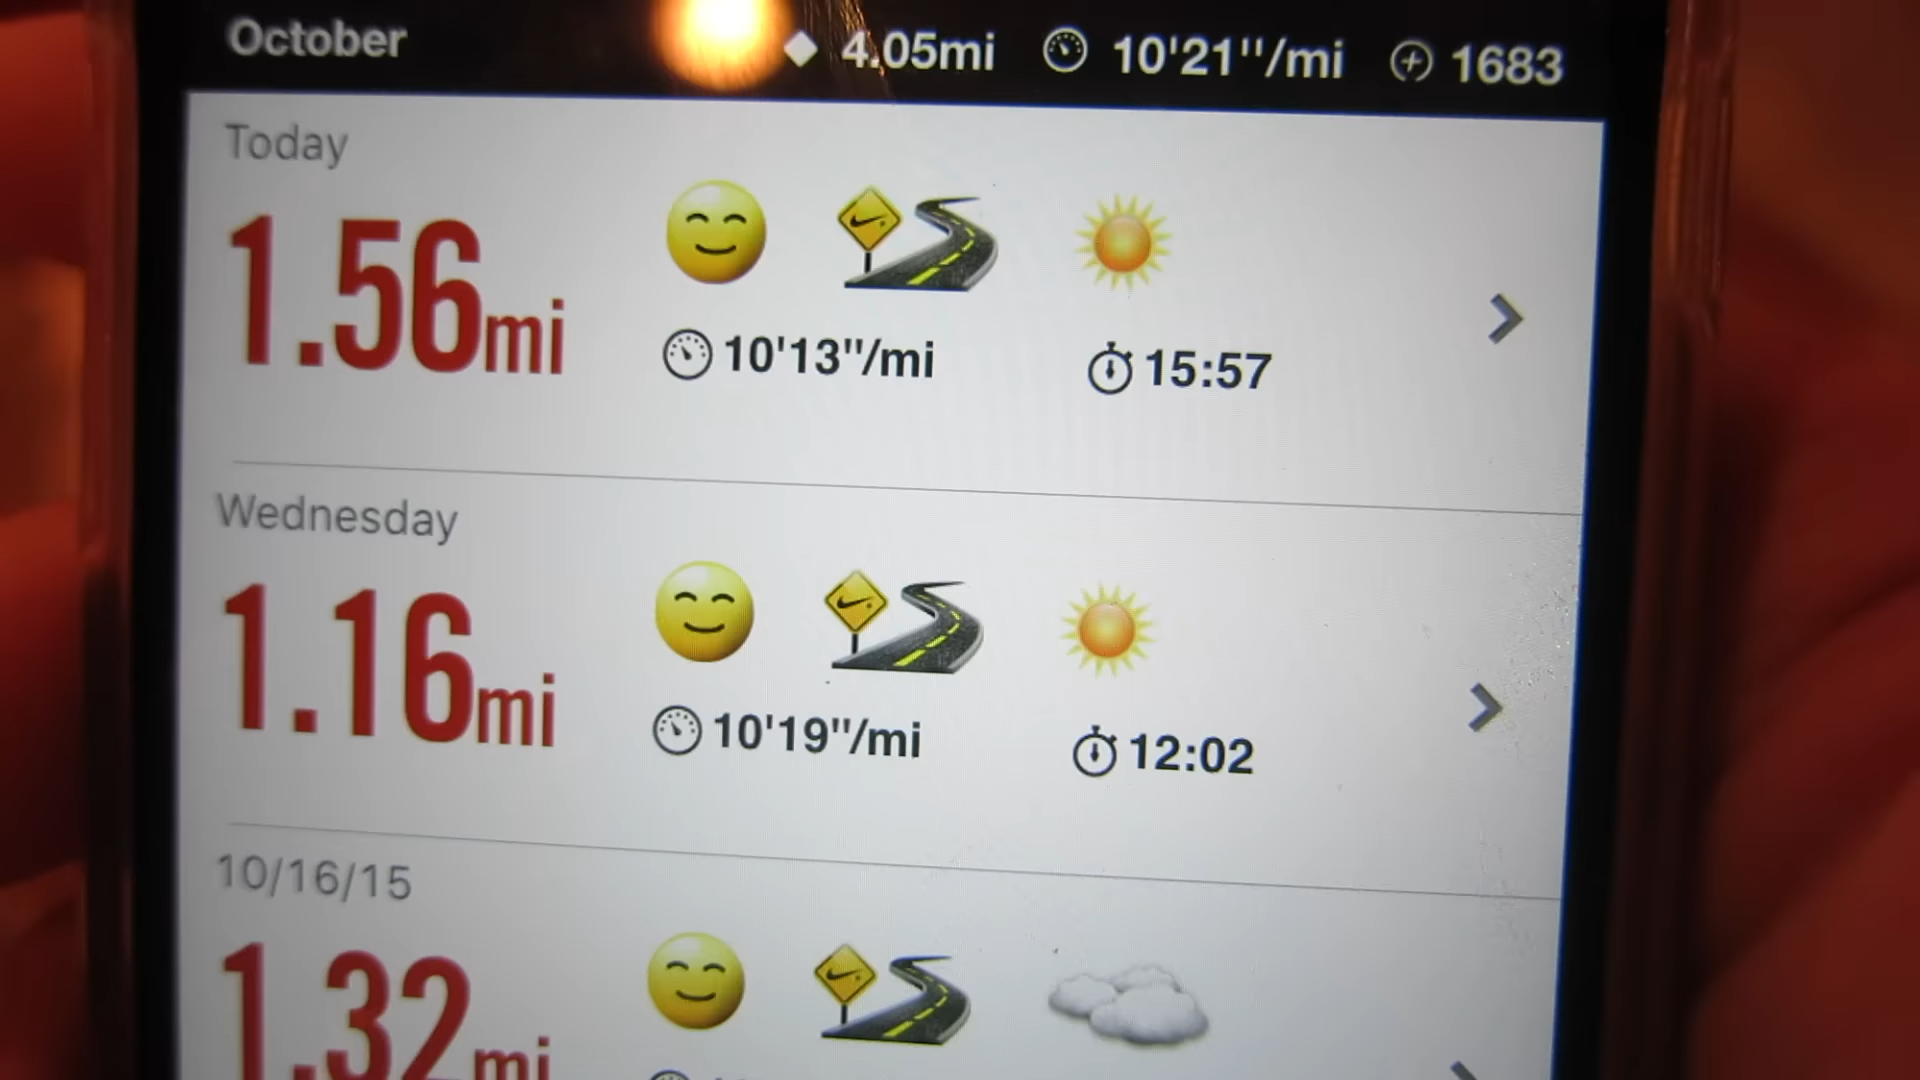 October 4.05mi 10'21"/mi 1683
Today
1.56mi
10'13"/mi 15:57
Wednesday
1.16mi
10'19"/mi 12:02
10/16/15
1.32mi